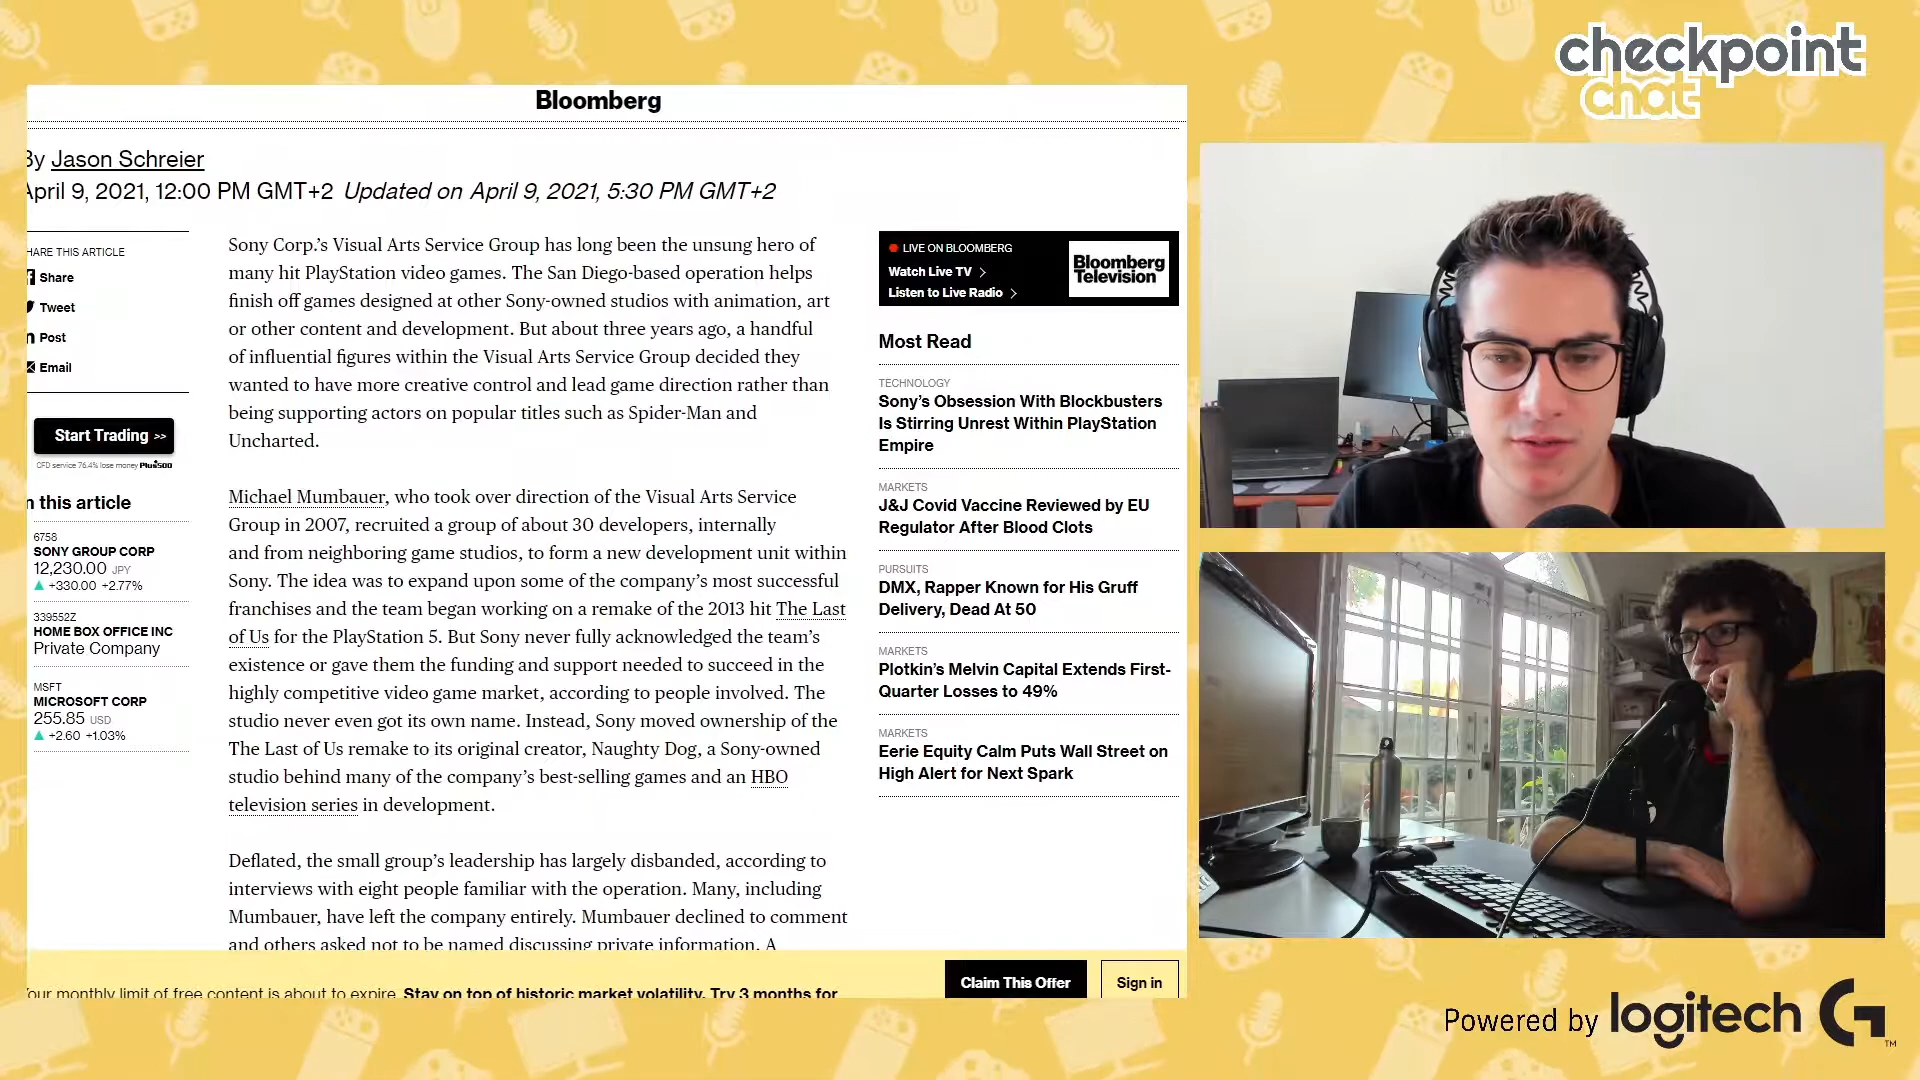 checkpoint
chat
Bloomberg
By Jason Schreier
April 9, 2021, 12:00 PM GMT+2 Updated on April 9, 2021, 5:30 PM GMT+2
HARE THIS ARTICLE
Share
Tweet
Post
Email
Start Trading >>
CFD service 76.4% lose money Plus500
n this article
6758
SONY GROUP CORP
12,230.00 JPY
+330.00 +2.77%
339552Z
HOME BOX OFFICE INC
Private Company
MSFT
MICROSOFT CORP
255.85 USD
+2.60 +1.03%
Sony Corp.’s Visual Arts Service Group has long been the unsung hero of
many hit PlayStation video games. The San Diego-based operation helps
finish off games designed at other Sony-owned studios with animation, art
or other content and development. But about three years ago, a handful
of influential figures within the Visual Arts Service Group decided they
wanted to have more creative control and lead game direction rather than
being supporting actors on popular titles such as Spider-Man and
Uncharted.
Michael Mumbauer, who took over direction of the Visual Arts Service
Group in 2007, recruited a group of about 30 developers, internally
and from neighboring game studios, to form a new development unit within
Sony. The idea was to expand upon some of the company’s most successful
franchises and the team began working on a remake of the 2013 hit The Last
of Us for the PlayStation 5. But Sony never fully acknowledged the team’s
existence or gave them the funding and support needed to succeed in the
highly competitive video game market, according to people involved. The
studio never even got its own name. Instead, Sony moved ownership of the
The Last of Us remake to its original creator, Naughty Dog, a Sony-owned
studio behind many of the company’s best-selling games and an HBO
television series in development.
Deflated, the small group’s leadership has largely disbanded, according to
interviews with eight people familiar with the operation. Many, including
Mumbauer, have left the company entirely. Mumbauer declined to comment
and others asked not to be named discussing private information. A
LIVE ON BLOOMBERG
Watch Live TV >
Listen to Live Radio >
Bloomberg
Television
Most Read
TECHNOLOGY
Sony’s Obsession With Blockbusters
Is Stirring Unrest Within PlayStation
Empire
MARKETS
J&J Covid Vaccine Reviewed by EU
Regulator After Blood Clots
PURSUITS
DMX, Rapper Known for His Gruff
Delivery, Dead At 50
MARKETS
Plotkin’s Melvin Capital Extends First-
Quarter Losses to 49%
MARKETS
Eerie Equity Calm Puts Wall Street on
High Alert for Next Spark
Your monthly limit of free content is about to expire. Stay on top of historic market volatility. Try 3 months for
Claim This Offer
Sign in
Powered by logitech G
TM